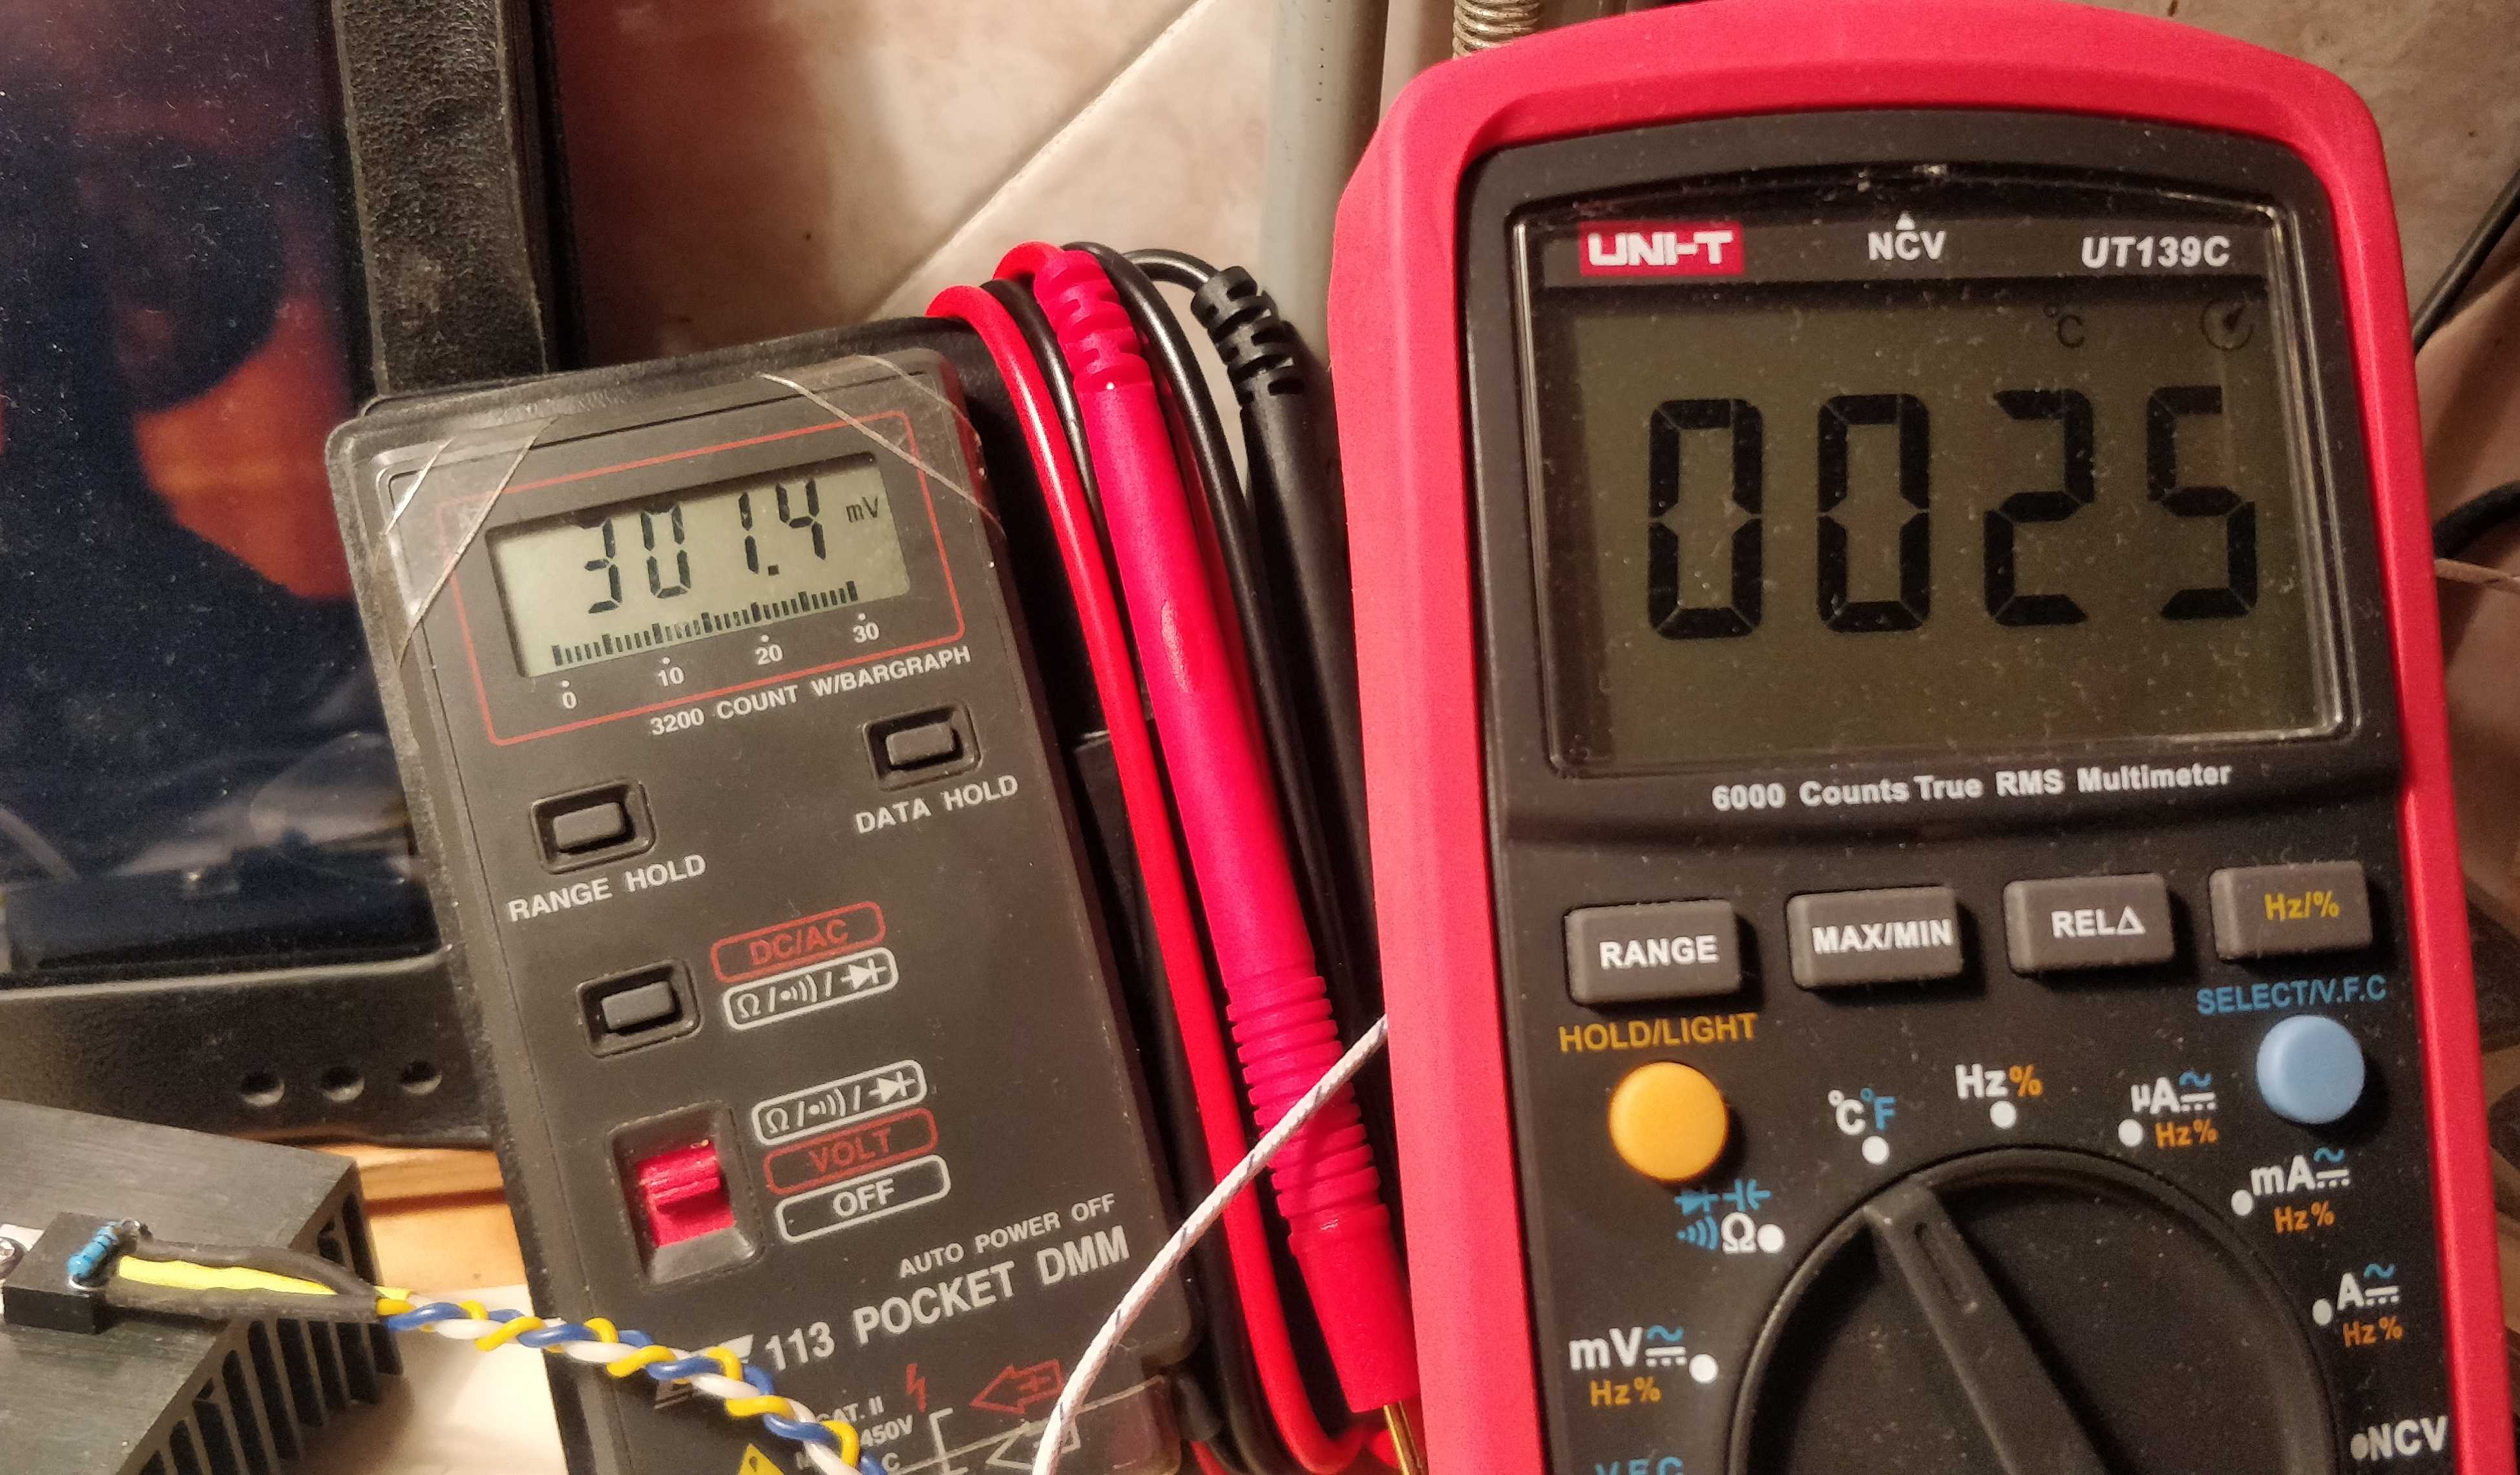 301.4 mV
0 10 20 30
3200 COUNT W/BARGRAPH
DATA HOLD
RANGE HOLD
DC/AC
Ω/•)))/
Ω/•)))/
VOLT
OFF
AUTO POWER OFF
113 POCKET DMM
CAT. II
450V
UNI-T
NCV
UT139C
°C
0025
6000 Counts True RMS Multimeter
RANGE
MAX/MIN
REL△
Hz/%
SELECT/V.F.C
HOLD/LIGHT
°C°F
Hz%
µA
Hz%
mA
Hz%
A
Hz%
Ω
mV
Hz%
NCV
V.F.C